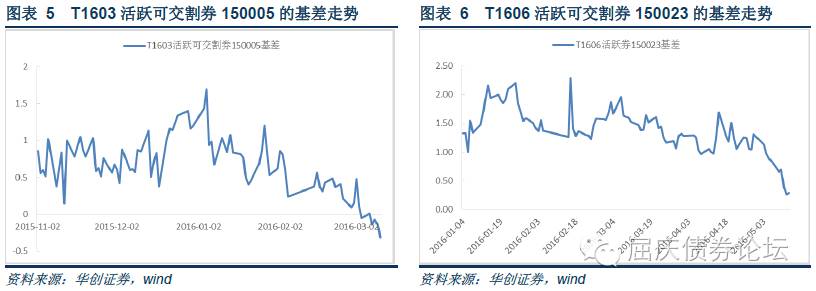 图表 5 T1603 活跃可交割券 150005 的基差走势
T1603活跃可交割券150005基差
2
1.5
1
0.5
0
-0.5
2015-11-02 2015-12-02 2016-01-02 2016-02-02 2016-03-02
资料来源：华创证券，wind
图表 6 T1606 活跃可交割券 150023 的基差走势
T1606活跃券150023基差
2.50
2.00
1.50
1.00
0.50
0.00
2016-01-04 2016-01-19 2016-02-03 2016-02-18 2016-03-04 2016-03-19 2016-04-03 2016-04-18 2016-05-03
屈庆债券论坛
资料来源：华创证券，wind